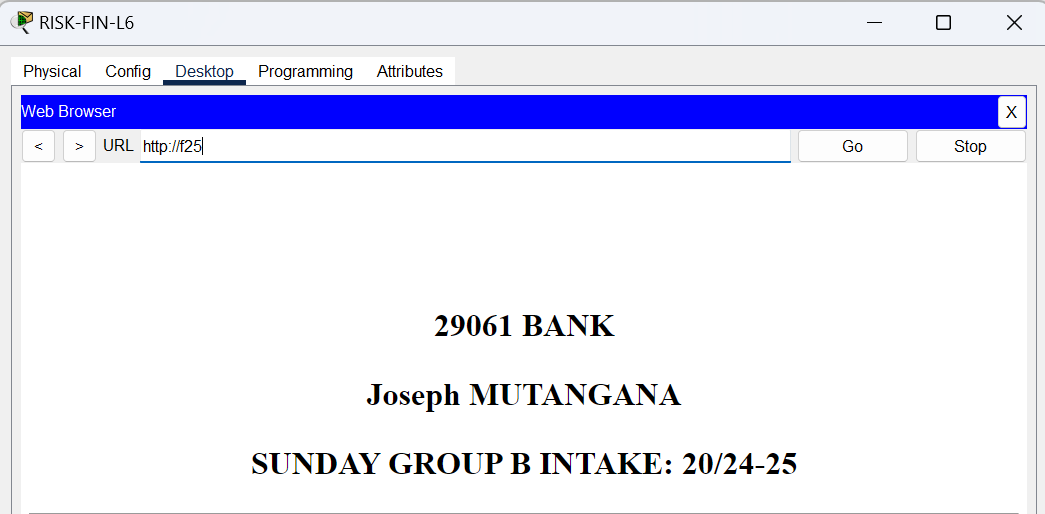 RISK-FIN-L6
Physical Config Desktop Programming Attributes
Web Browser X
< > URL http://f25 Go Stop
29061 BANK
Joseph MUTANGANA
SUNDAY GROUP B INTAKE: 20/24-25